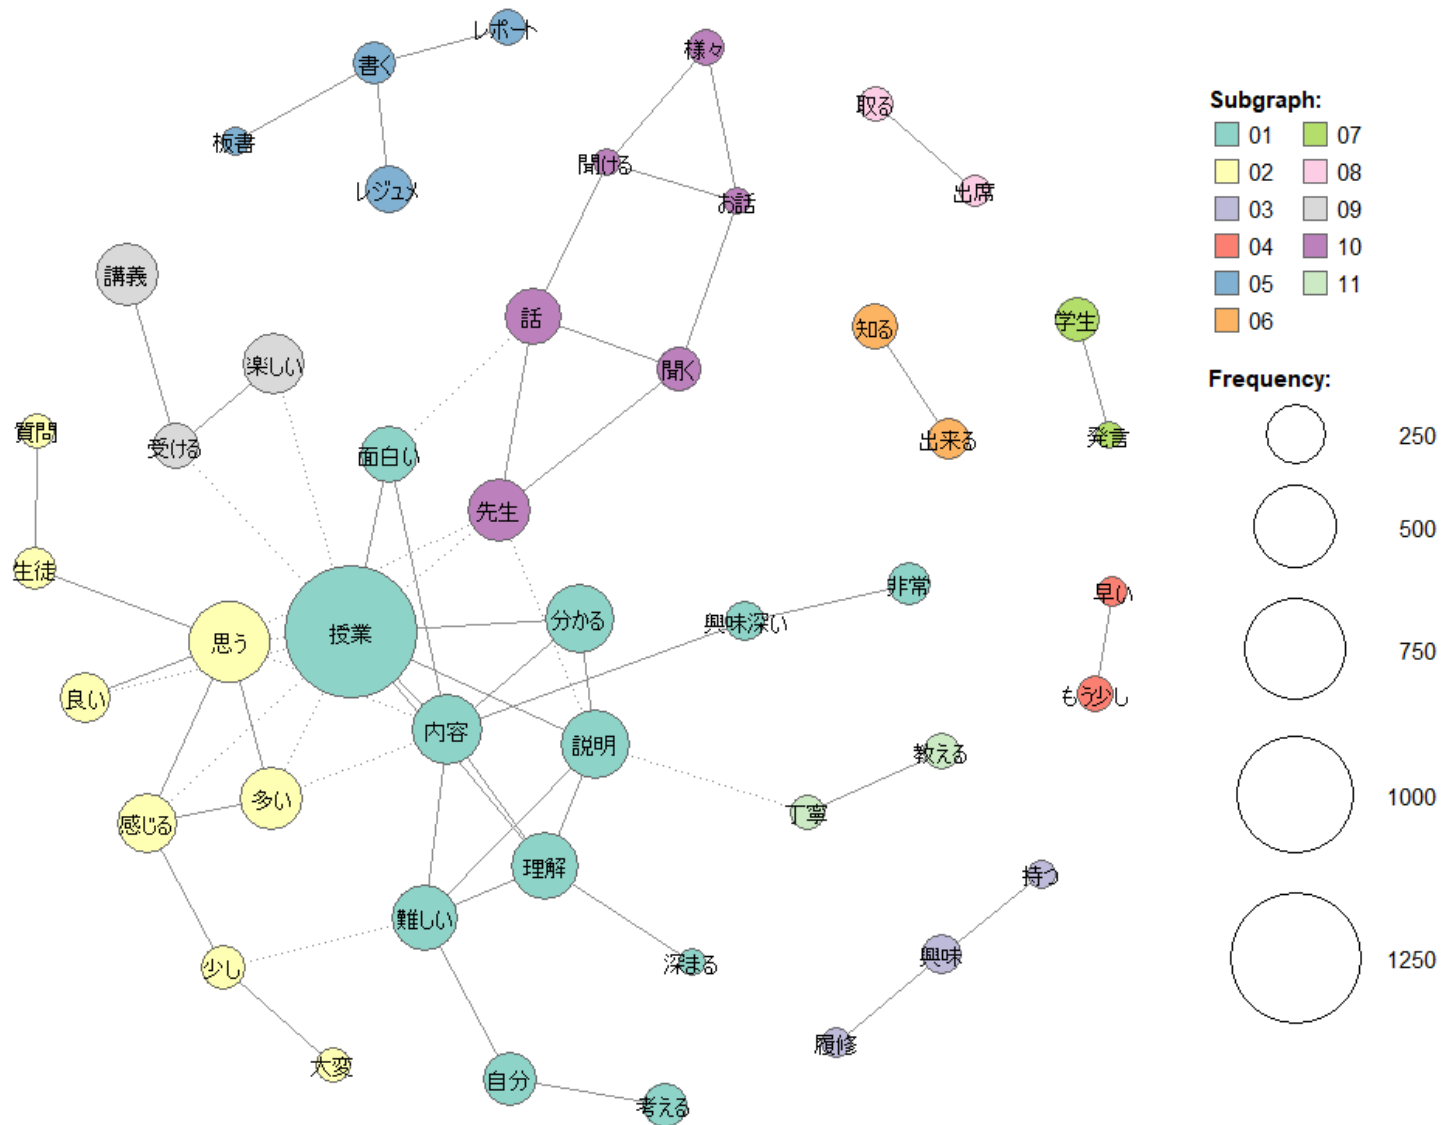 レポート
書く
様々
取る
板書
聞ける
レジュメ
お話
出席
講義
話
知る
学生
楽しい
聞く
質問
受ける
面白い
出来る
発言
先生
生徒
非常
早い
分かる
興味深い
授業
思う
良い
もう少し
内容
説明
教える
多い
丁寧
感じる
理解
持つ
難しい
興味
少し
深まる
履修
大変
自分
考える
Subgraph:
01 07
02 08
03 09
04 10
05 11
06
Frequency:
250
500
750
1000
1250